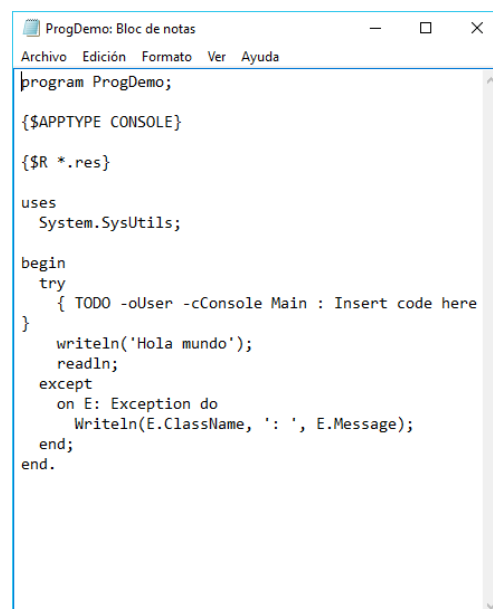 ProgDemo: Bloc de notas
Archivo Edición Formato Ver Ayuda
program ProgDemo;
{$APPTYPE CONSOLE}
{$R *.res}
uses
  System.SysUtils;
begin
  try
    { TODO -oUser -cConsole Main : Insert code here
}
    writeln('Hola mundo');
    readln;
  except
    on E: Exception do
      Writeln(E.ClassName, ': ', E.Message);
  end;
end.